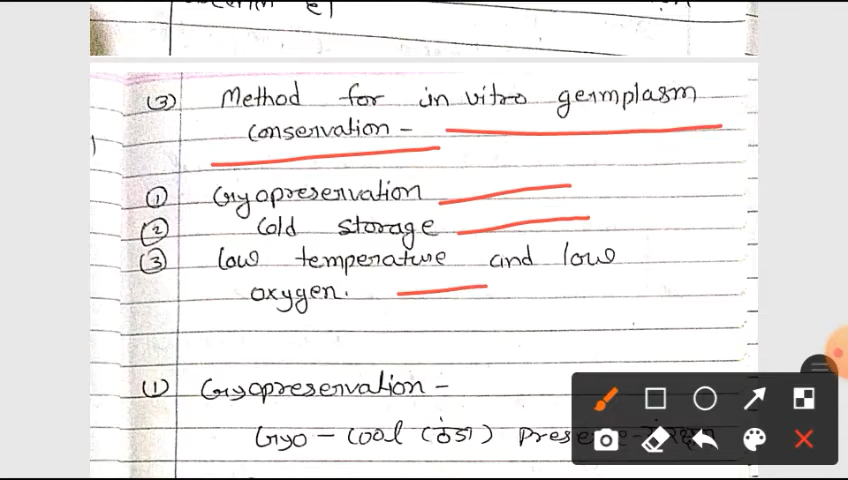 (3) Method for in vitro germplasm
conservation -
① Cryopreservation
② Cold storage
③ Low temperature and low
oxygen.
(1) Cryopreservation -
Cryo - Cool (ठंडा)